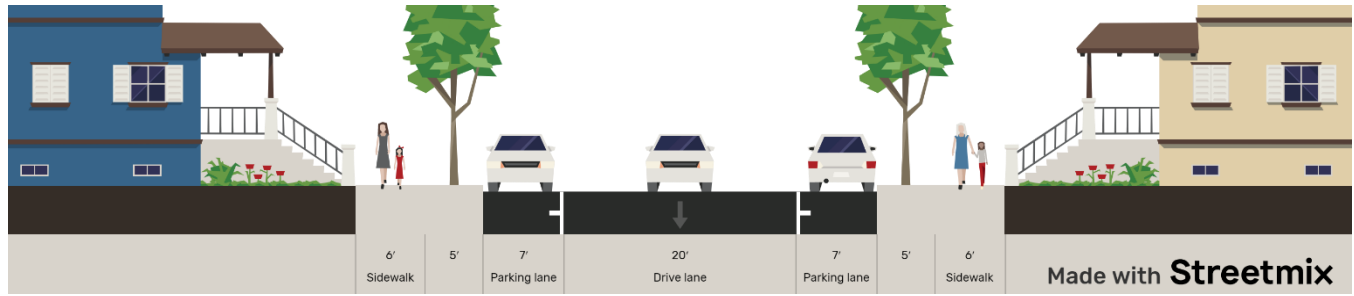 6′ 5′ 7′ 20′ 7′ 5′ 6′
Sidewalk Parking lane Drive lane Parking lane Sidewalk
Made with Streetmix